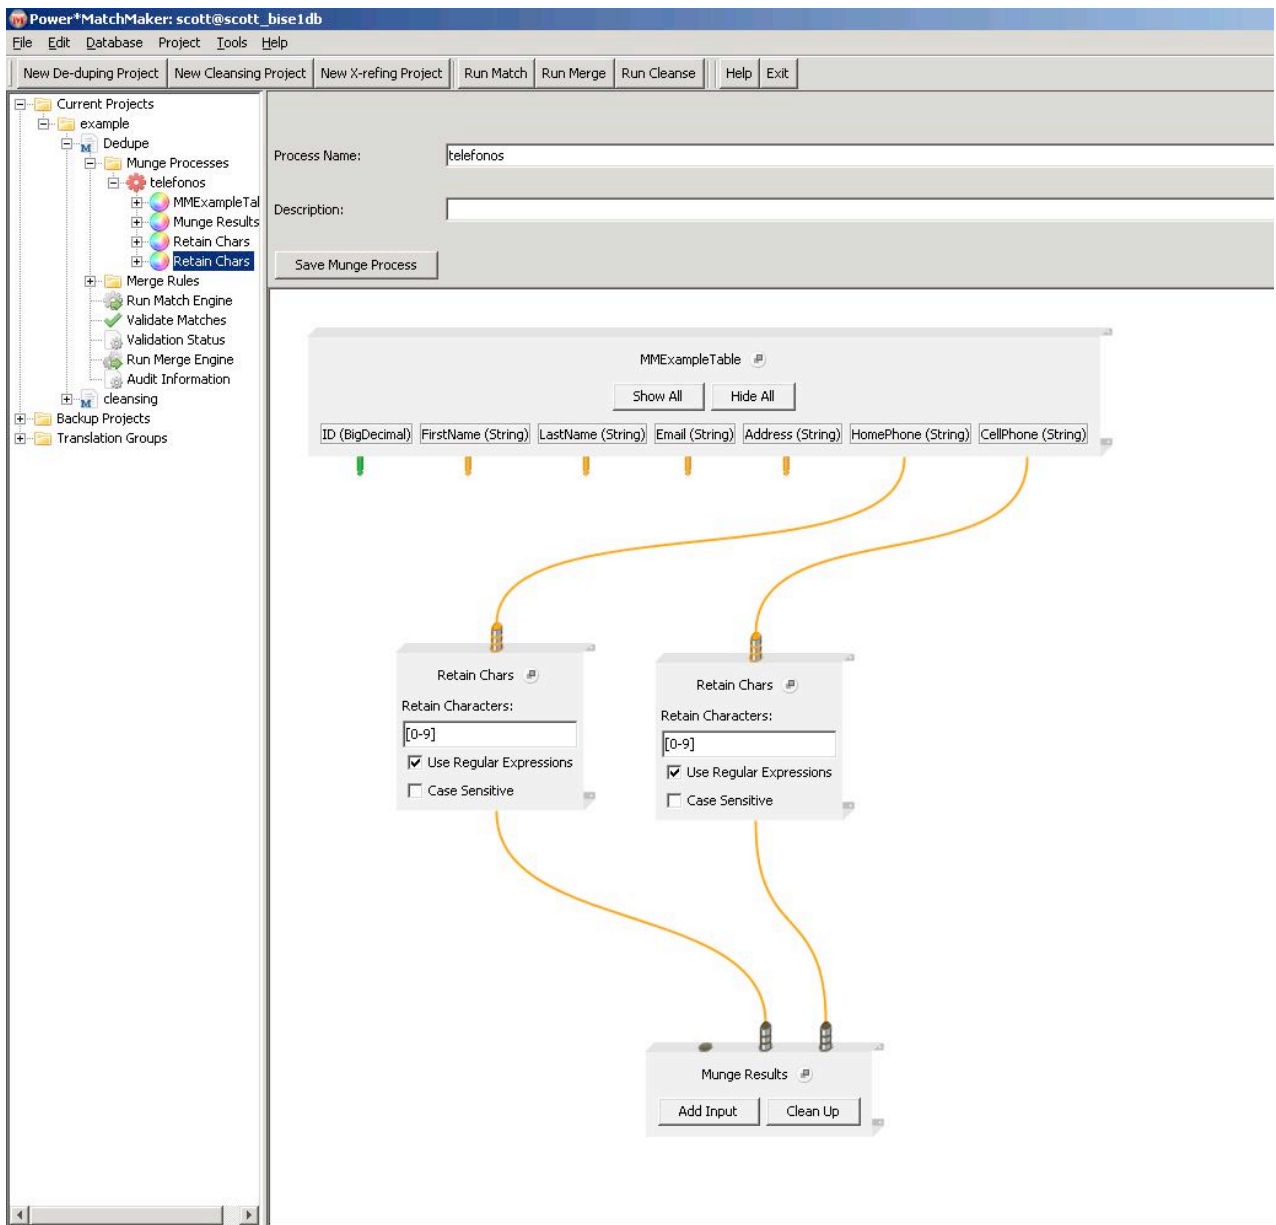 Power*MatchMaker: scott@scott_bise1db
File Edit Database Project Tools Help
New De-duping Project New Cleansing Project New X-refing Project Run Match Run Merge Run Cleanse Help Exit
Current Projects
example
Dedupe
Munge Processes
telefonos
MMExampleTal
Munge Results
Retain Chars
Retain Chars
Merge Rules
Run Match Engine
Validate Matches
Validation Status
Run Merge Engine
Audit Information
cleansing
Backup Projects
Translation Groups
Process Name: telefonos
Description:
Save Munge Process
MMExampleTable
Show All Hide All
ID (BigDecimal) FirstName (String) LastName (String) Email (String) Address (String) HomePhone (String) CellPhone (String)
Retain Chars
Retain Characters:
[0-9]
Use Regular Expressions
Case Sensitive
Retain Chars
Retain Characters:
[0-9]
Use Regular Expressions
Case Sensitive
Munge Results
Add Input Clean Up